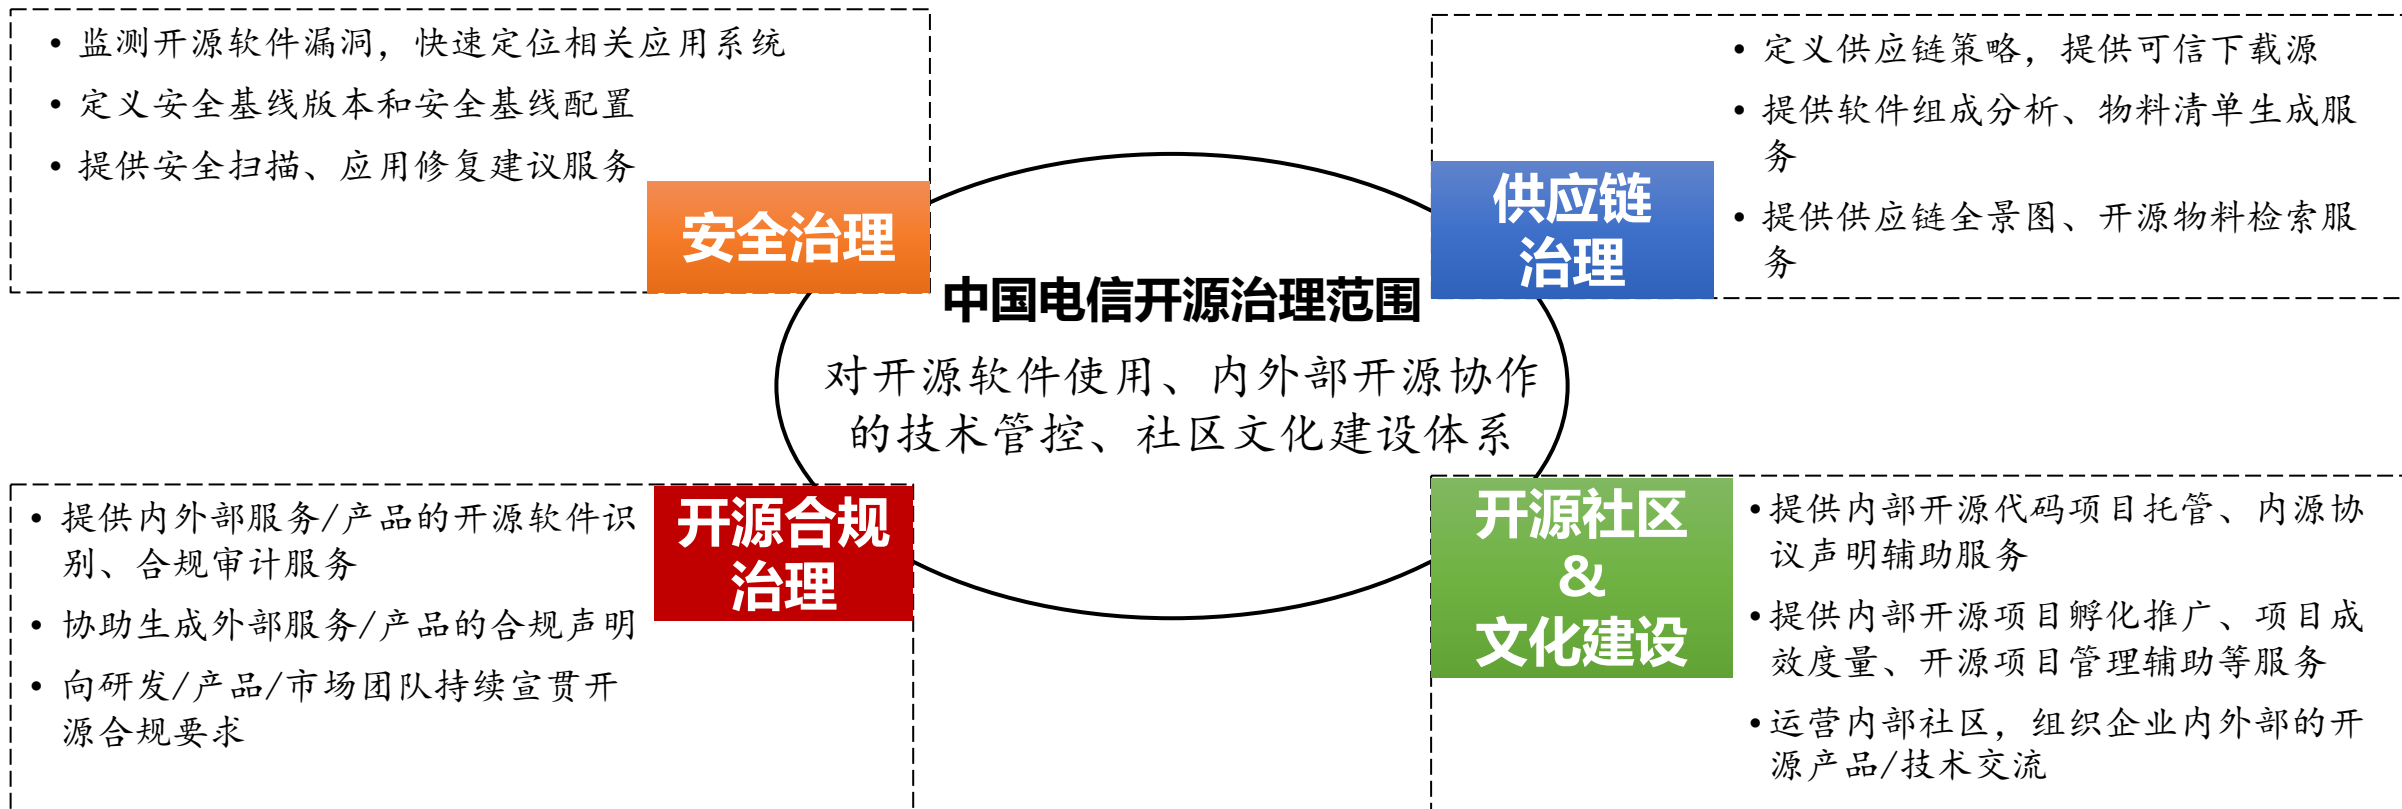 • 监测开源软件漏洞，快速定位相关应用系统
• 定义安全基线版本和安全基线配置
• 提供安全扫描、应用修复建议服务
安全治理
• 定义供应链策略，提供可信下载源
• 提供软件组成分析、物料清单生成服
务
• 提供供应链全景图、开源物料检索服
务
供应链
治理
中国电信开源治理范围
对开源软件使用、内外部开源协作
的技术管控、社区文化建设体系
• 提供内外部服务/产品的开源软件识
别、合规审计服务
• 协助生成外部服务/产品的合规声明
• 向研发/产品/市场团队持续宣贯开
源合规要求
开源合规
治理
开源社区
&
文化建设
• 提供内部开源代码项目托管、内源协
议声明辅助服务
• 提供内部开源项目孵化推广、项目成
效度量、开源项目管理辅助等服务
• 运营内部社区，组织企业内外部的开
源产品/技术交流